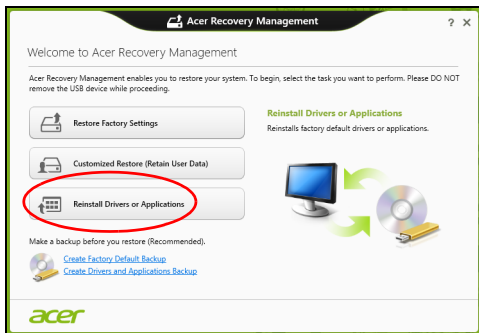 Acer Recovery Management
? X
Welcome to Acer Recovery Management
Acer Recovery Management enables you to restore your system. To begin, select the task you want to perform. Please DO NOT
remove the USB device while proceeding.
Restore Factory Settings
Customized Restore (Retain User Data)
Reinstall Drivers or Applications
Reinstall Drivers or Applications
Reinstalls factory default drivers or applications.
Make a backup before you restore (Recommended).
Create Factory Default Backup
Create Drivers and Applications Backup
acer